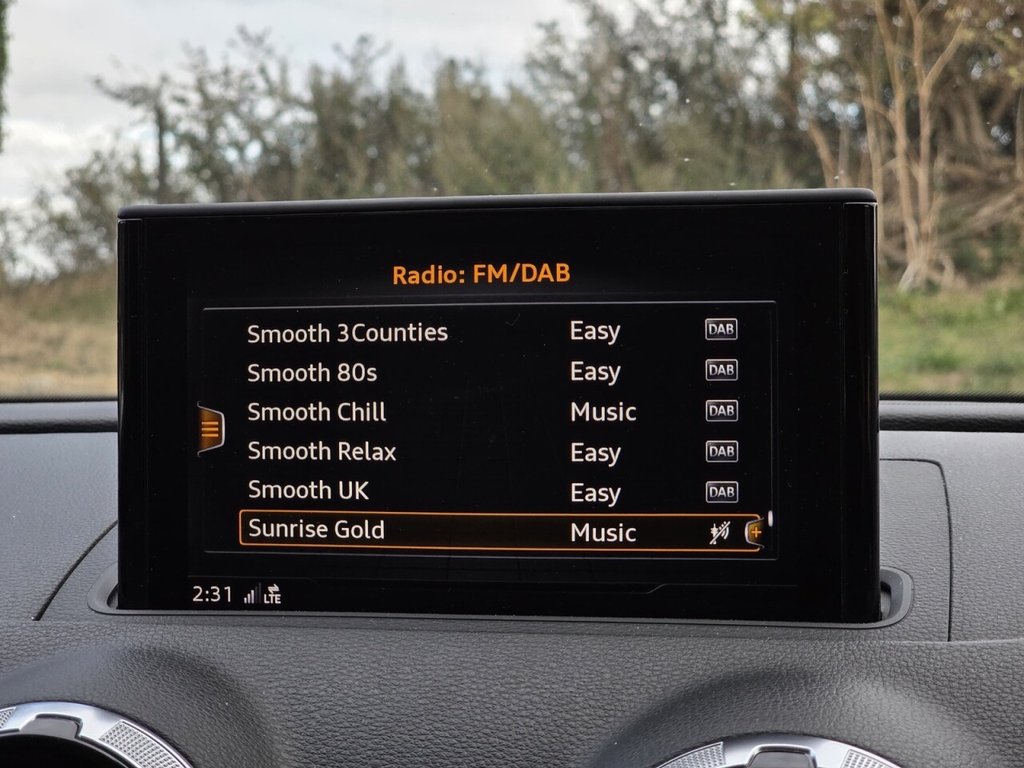 Radio: FM/DAB
Smooth 3Counties Easy DAB
Smooth 80s Easy DAB
Smooth Chill Music DAB
Smooth Relax Easy DAB
Smooth UK Easy DAB
Sunrise Gold Music
2:31 LTE